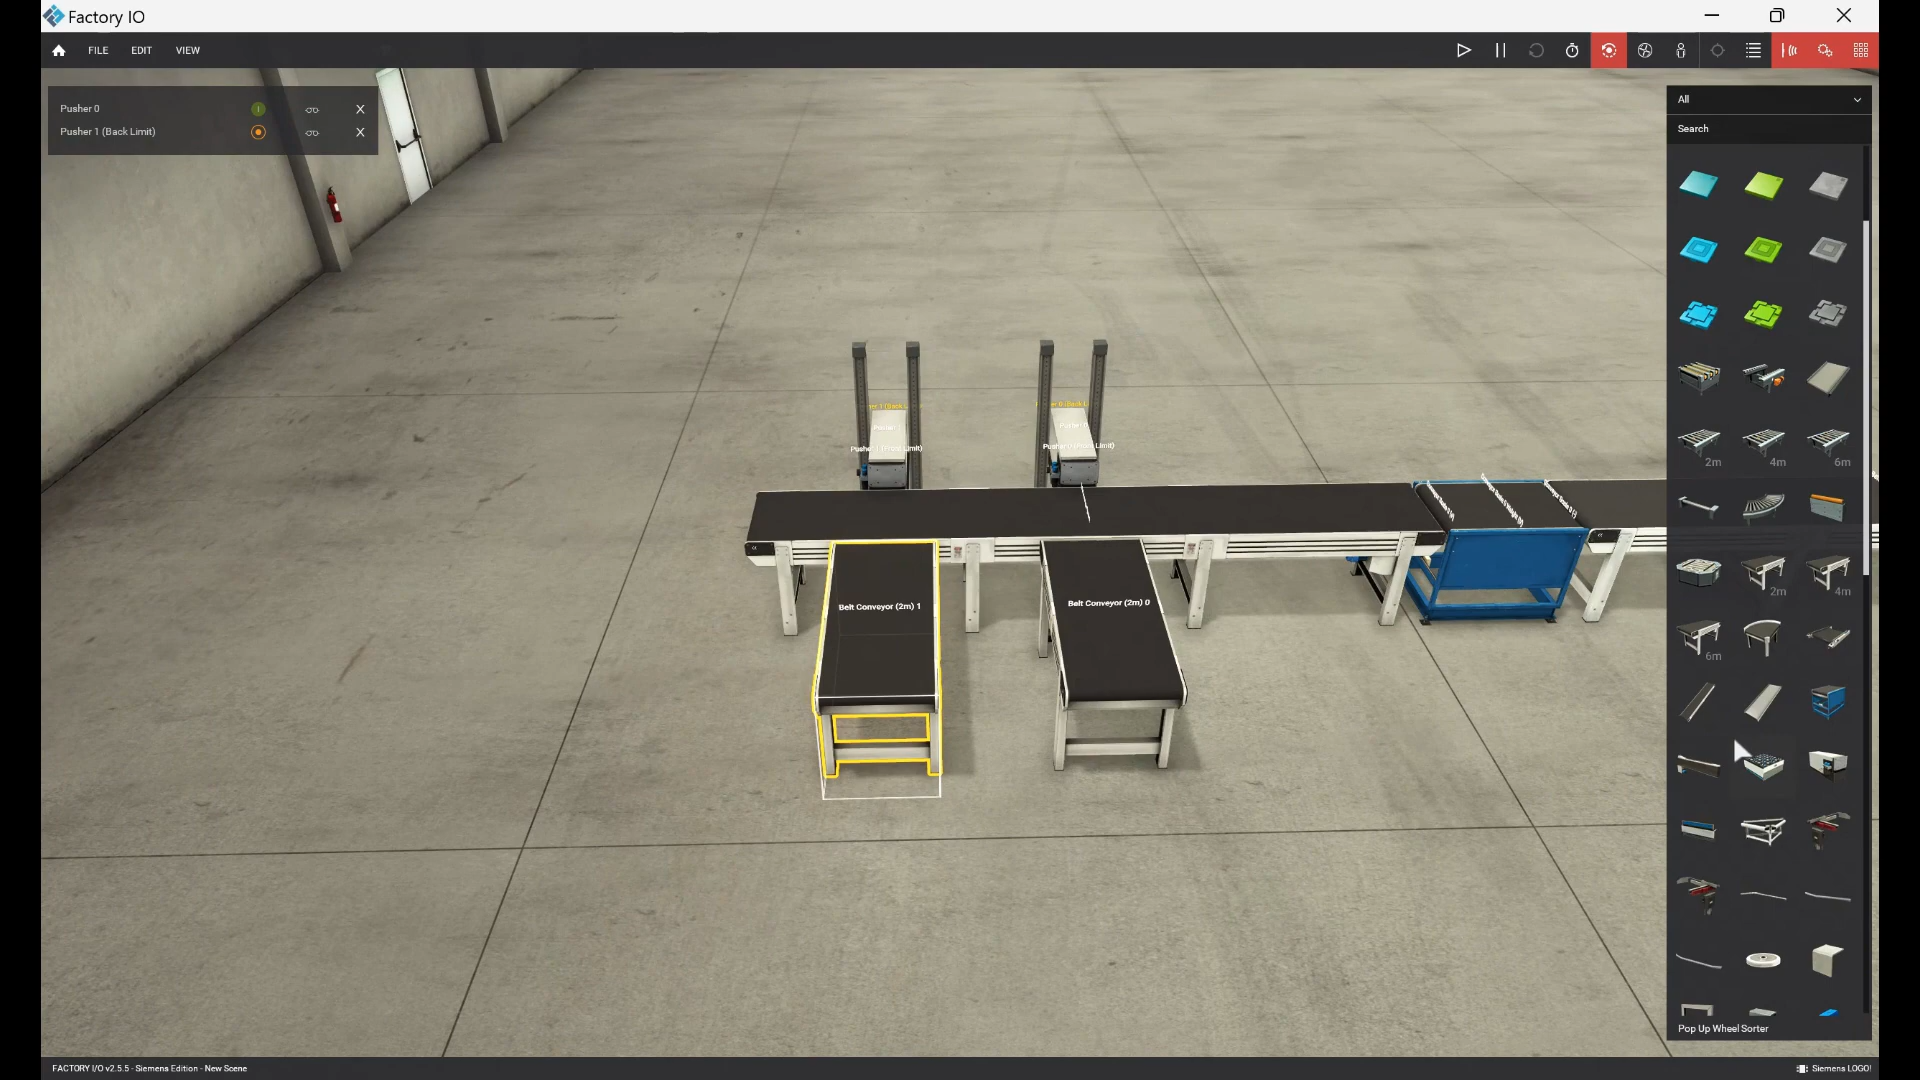 Factory IO
FILE EDIT VIEW
Pusher 0
Pusher 1 (Back Limit)
All
Search
2m 4m 6m
2m 4m
6m
Belt Conveyor (2m) 1
Belt Conveyor (2m) 0
Pop Up Wheel Sorter
FACTORY I/O v2.5.5 - Siemens Edition - New Scene
Siemens LOGO!